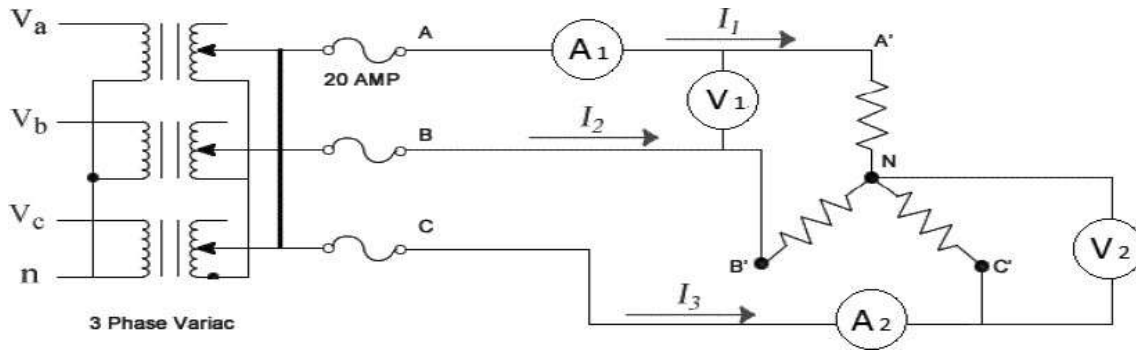 Va
A
A1
I1
A'
20 AMP
V1
Vb
B
I2
N
Vc
C
V2
B'
C'
n
I3
A2
3 Phase Variac